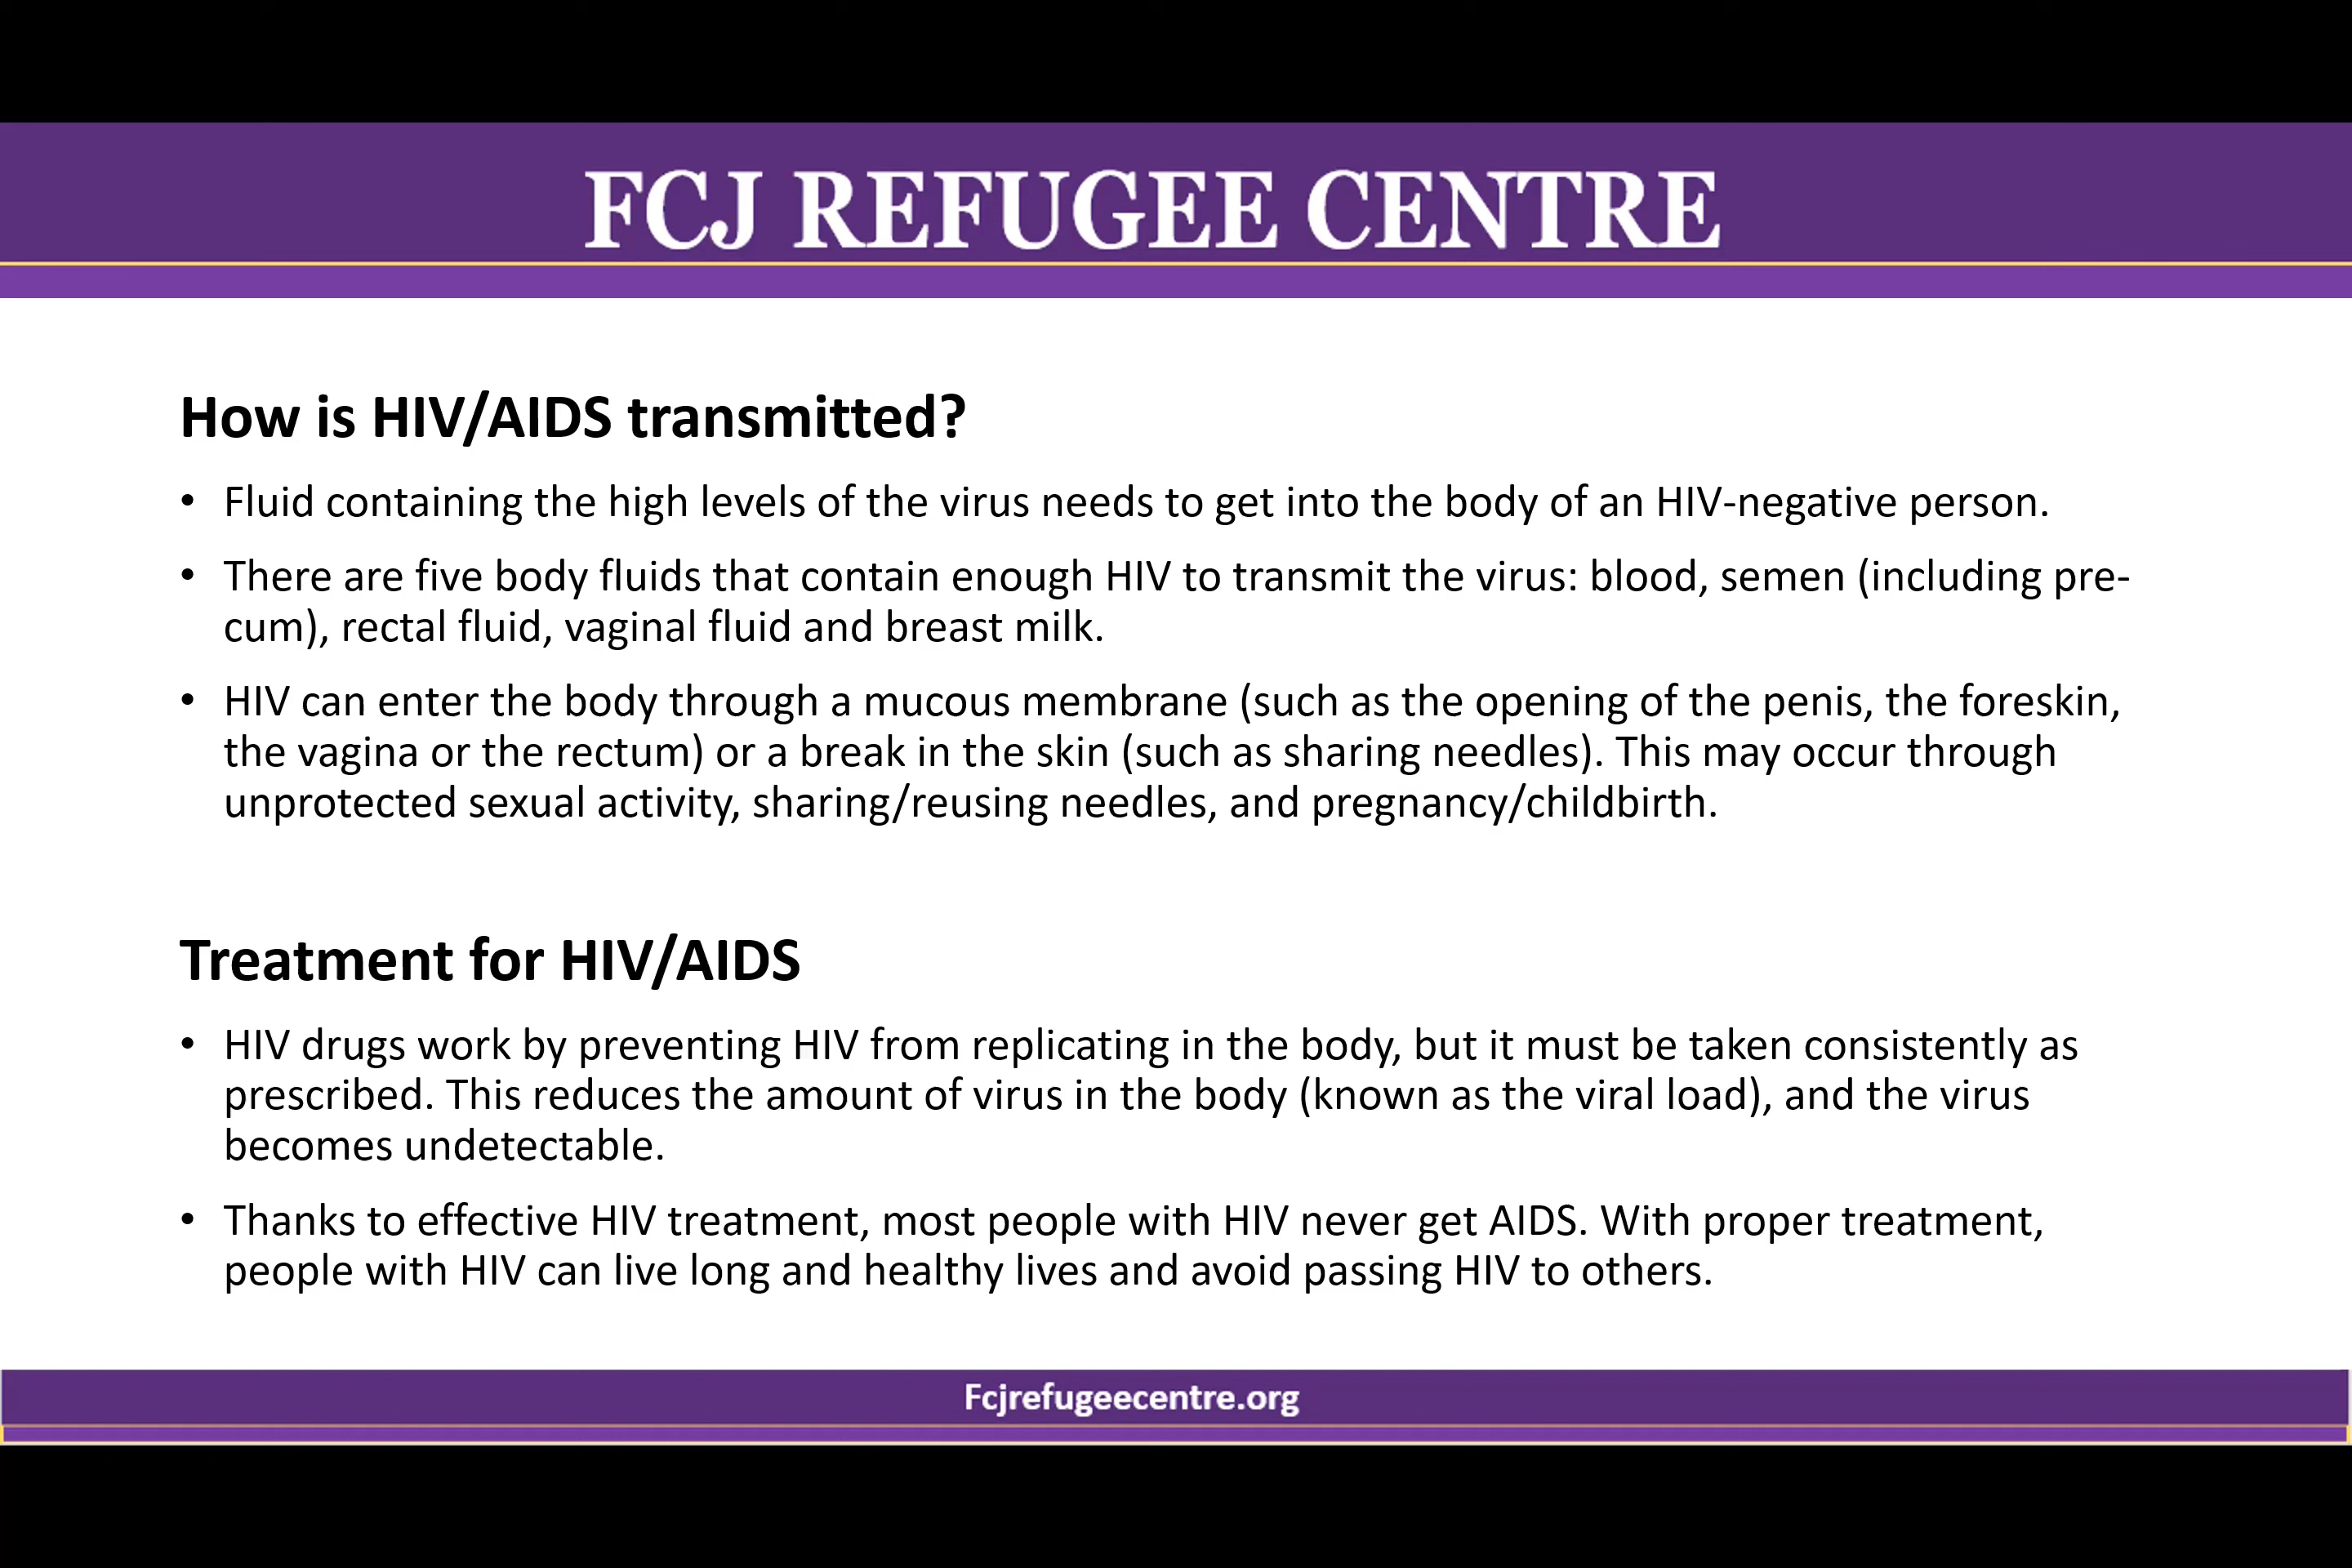 FCJ REFUGEE CENTRE
How is HIV/AIDS transmitted?
• Fluid containing the high levels of the virus needs to get into the body of an HIV-negative person.
• There are five body fluids that contain enough HIV to transmit the virus: blood, semen (including pre-
cum), rectal fluid, vaginal fluid and breast milk.
• HIV can enter the body through a mucous membrane (such as the opening of the penis, the foreskin,
the vagina or the rectum) or a break in the skin (such as sharing needles). This may occur through
unprotected sexual activity, sharing/reusing needles, and pregnancy/childbirth.
Treatment for HIV/AIDS
• HIV drugs work by preventing HIV from replicating in the body, but it must be taken consistently as
prescribed. This reduces the amount of virus in the body (known as the viral load), and the virus
becomes undetectable.
• Thanks to effective HIV treatment, most people with HIV never get AIDS. With proper treatment,
people with HIV can live long and healthy lives and avoid passing HIV to others.
Fcjrefugeecentre.org